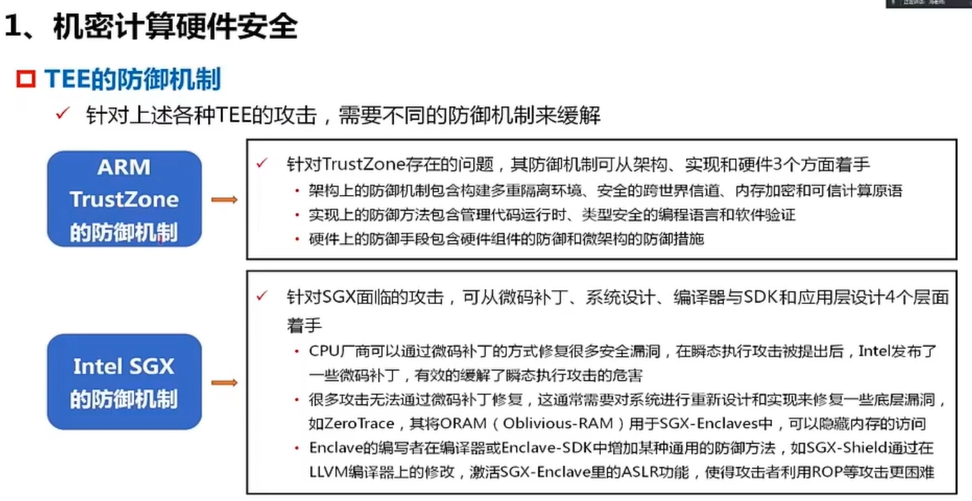 1、机密计算硬件安全
TEE的防御机制
针对上述各种TEE的攻击，需要不同的防御机制来缓解
ARM
TrustZone
的防御机制
针对TrustZone存在的问题，其防御机制可从架构、实现和硬件3个方面着手
架构上的防御机制包含构建多重隔离环境、安全的跨世界信道、内存加密和可信计算原语
实现上的防御方法包含管理代码运行时、类型安全的编程语言和软件验证
硬件上的防御手段包含硬件组件的防御和微架构的防御措施
Intel SGX
的防御机制
针对SGX面临的攻击，可从微码补丁、系统设计、编译器与SDK和应用层设计4个层面
着手
CPU厂商可以通过微码补丁的方式修复很多安全漏洞，在瞬态执行攻击被提出后，Intel发布了
一些微码补丁，有效的缓解了瞬态执行攻击的危害
很多攻击无法通过微码补丁修复，这通常需要对系统进行重新设计和实现来修复一些底层漏洞，
如ZeroTrace，其将ORAM（Oblivious-RAM）用于SGX-Enclaves中，可以隐藏内存的访问
Enclave的编写者在编译器或Enclave-SDK中增加某种通用的防御方法，如SGX-Shield通过在
LLVM编译器上的修改，激活SGX-Enclave里的ASLR功能，使得攻击者利用ROP等攻击更困难